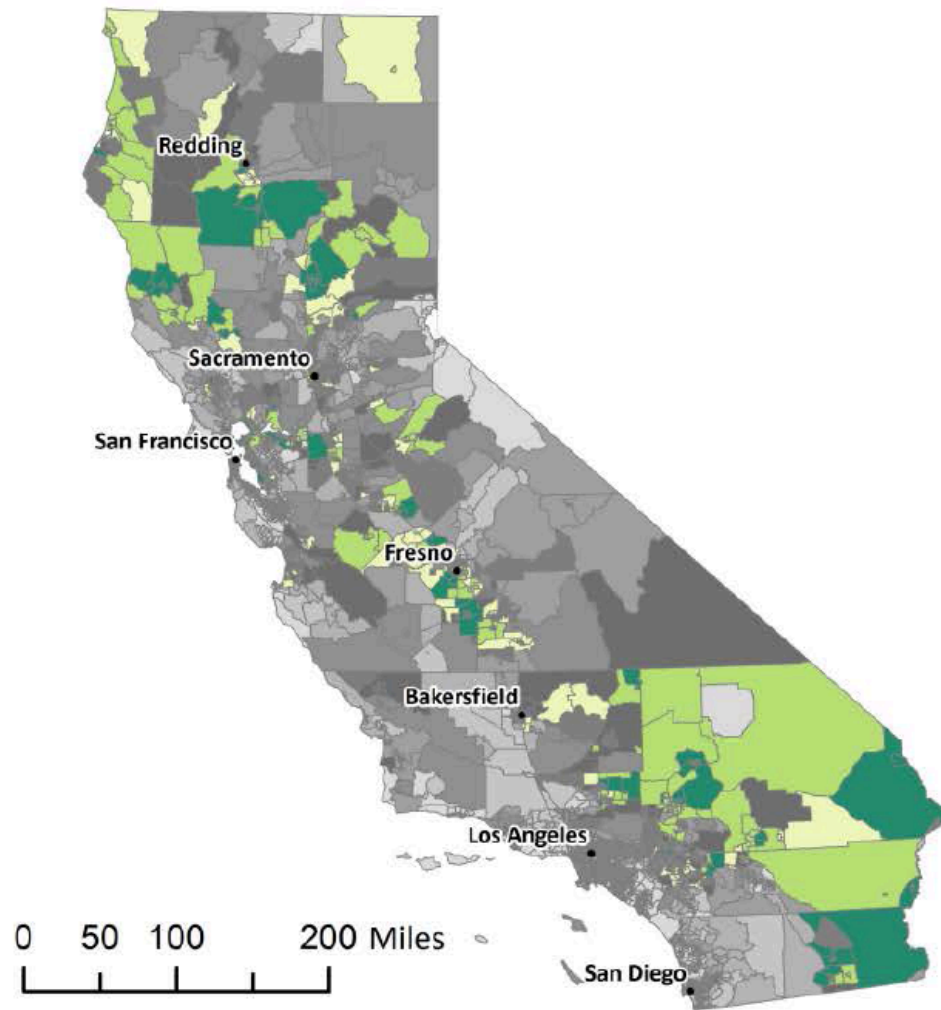 Redding
Sacramento
San Francisco
Fresno
Bakersfield
Los Angeles
0 50 100 200 Miles
San Diego